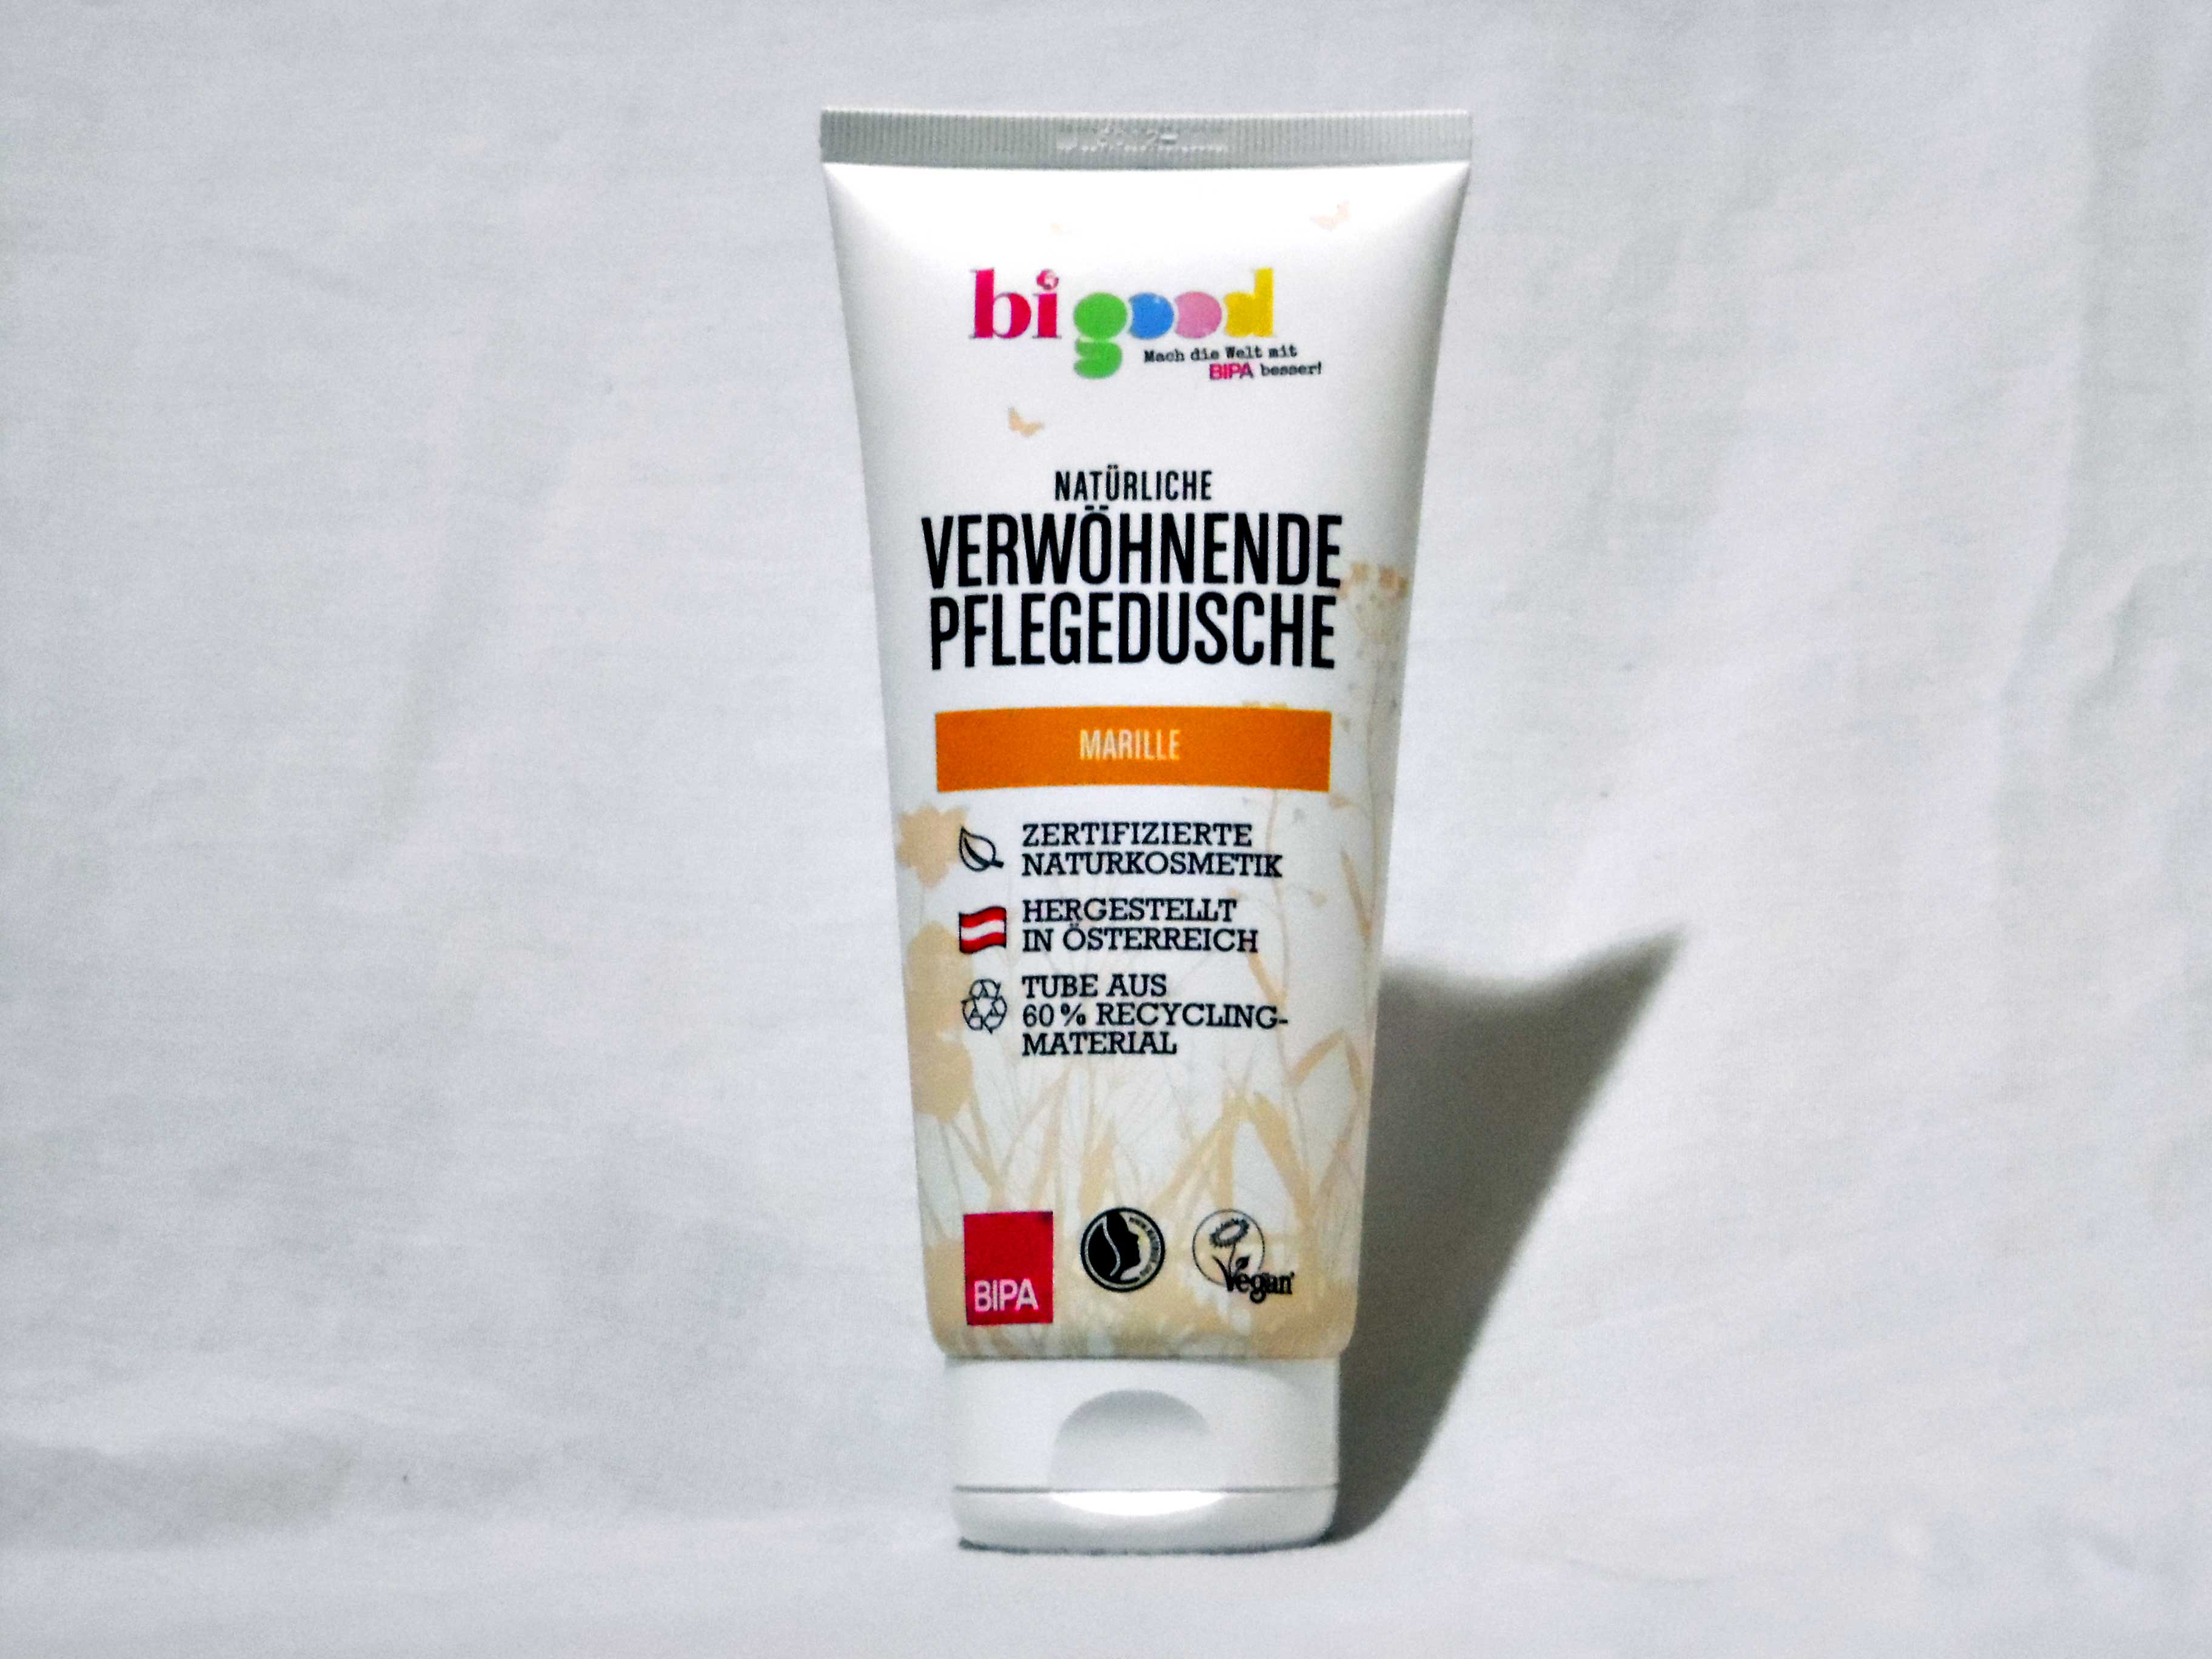 bi good
Mach die Welt mit
BIPA besser!
NATÜRLICHE
VERWÖHNENDE
PFLEGEDUSCHE
MARILLE
ZERTIFIZIERTE
NATURKOSMETIK
HERGESTELLT
IN ÖSTERREICH
TUBE AUS
60% RECYCLING-
MATERIAL
BIPA
Vegan